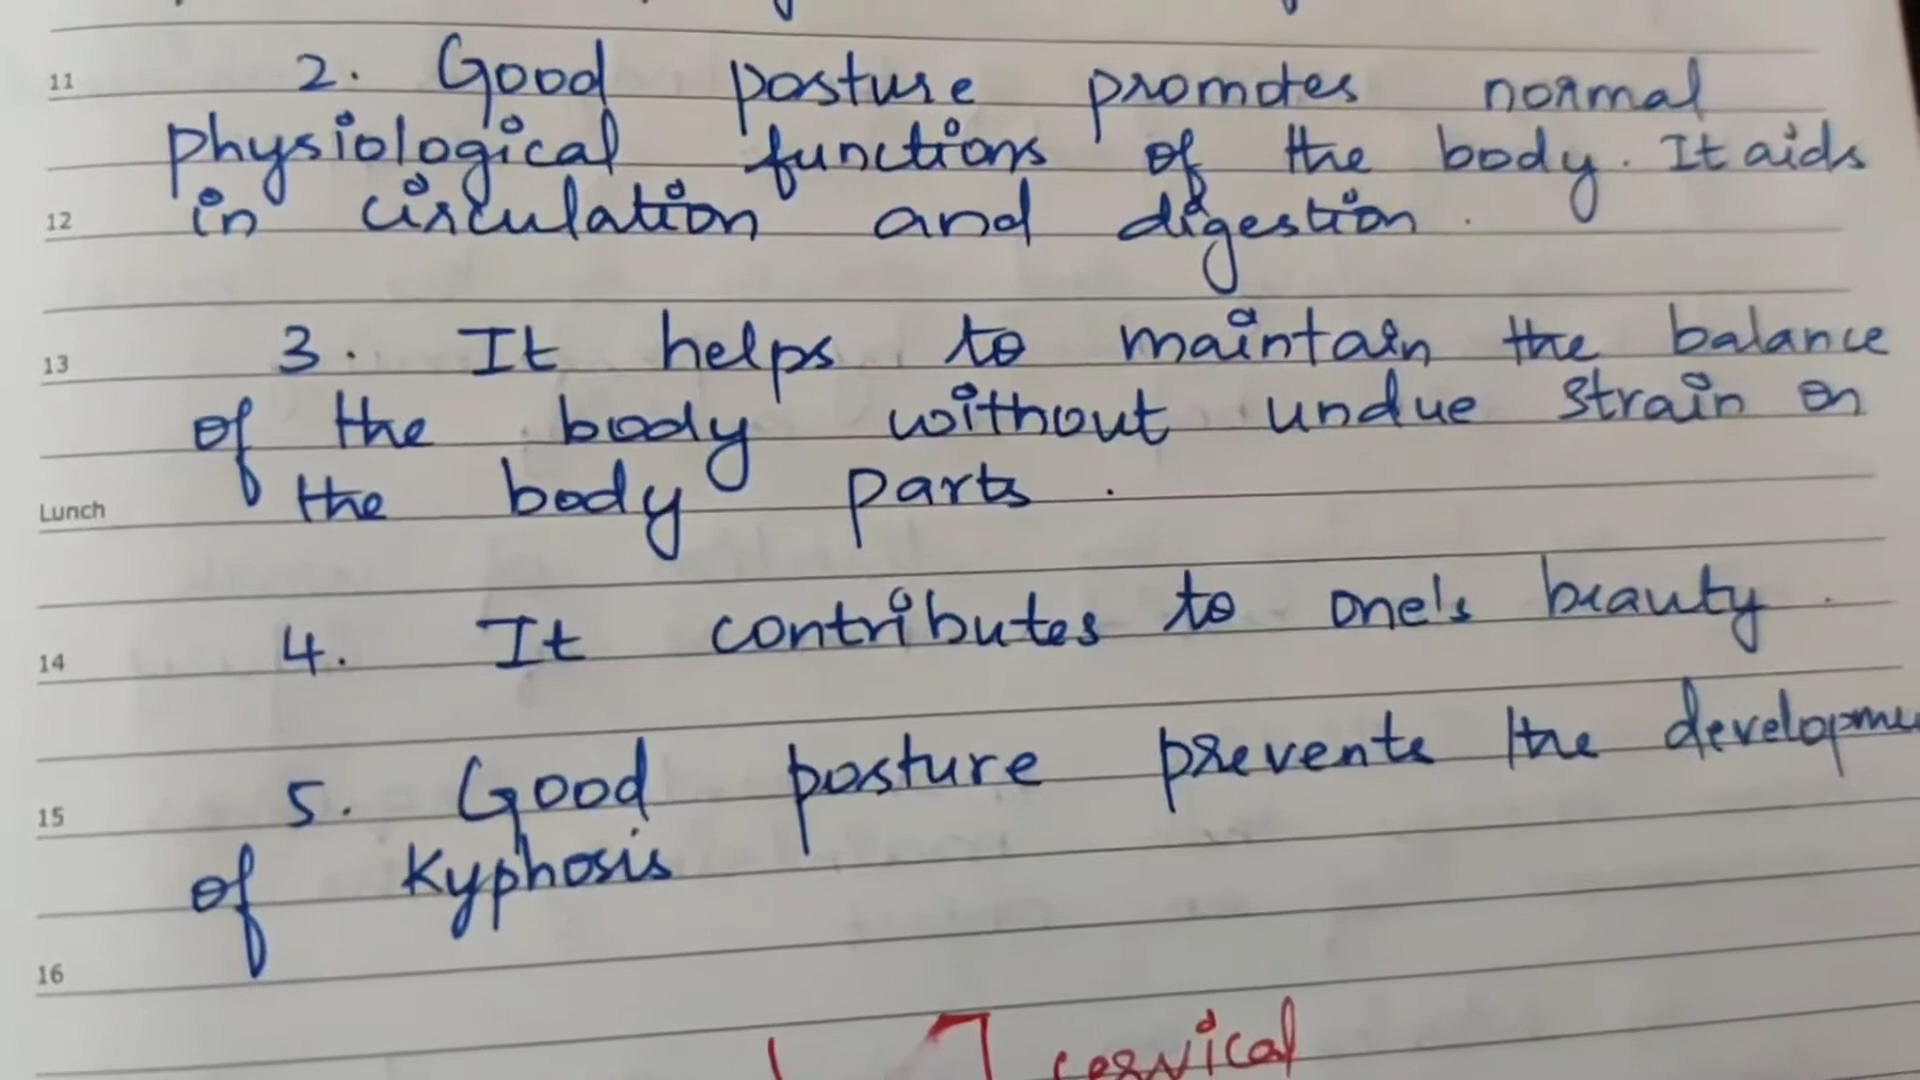 11 2. Good posture promotes normal
physiological functions of the body. It aids
12 in circulation and digestion.
13 3. It helps to maintain the balance
of the body without undue strain on
Lunch the body parts.
14 4. It contributes to one's beauty.
15 5. Good posture prevents the developme
of Kyphosis
16
cervical